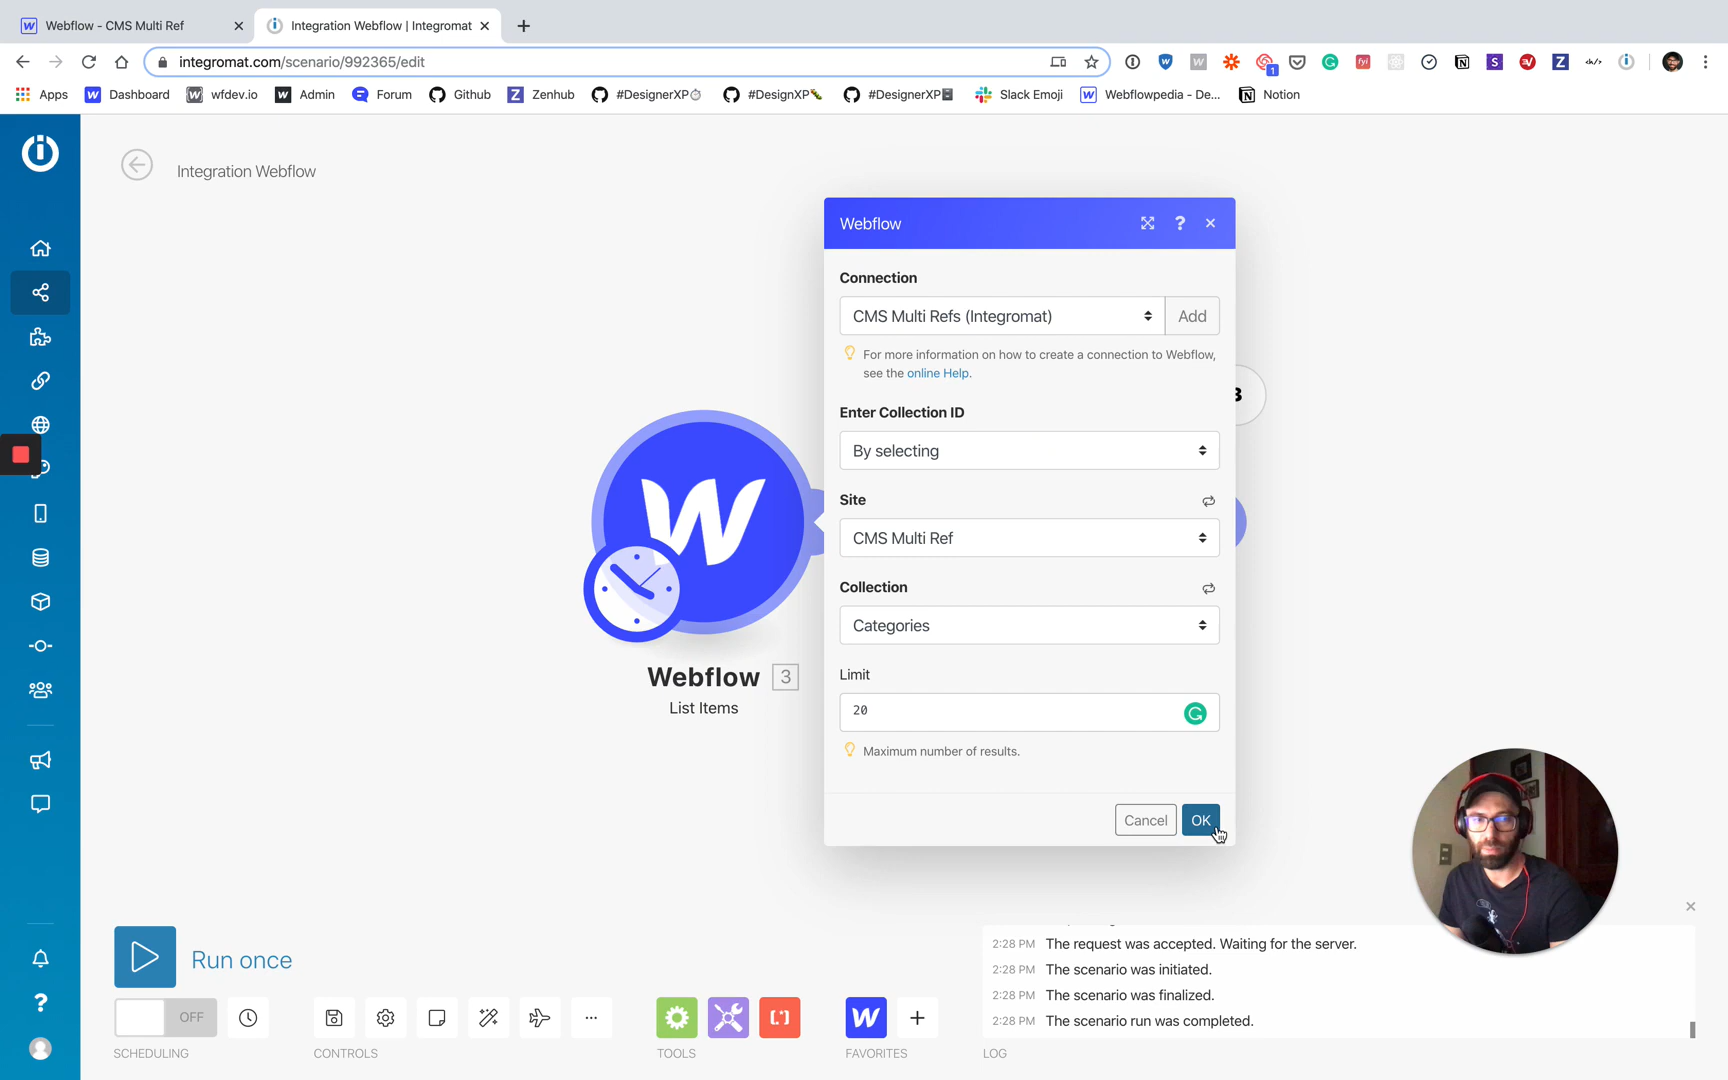 Webflow - CMS Multi Ref
Integration Webflow | Integromat
integromat.com/scenario/992365/edit
Apps
Dashboard
wfdev.io
Admin
Forum
Github
Zenhub
#DesignerXP⏱
#DesignXP🐛
#DesignerXP
Slack Emoji
Webflowpedia - De...
Notion
Integration Webflow
Webflow
Connection
CMS Multi Refs (Integromat)
Add
For more information on how to create a connection to Webflow,
see the online Help.
Enter Collection ID
By selecting
Site
CMS Multi Ref
Collection
Categories
Limit
20
Maximum number of results.
Cancel
OK
Webflow 3
List Items
Run once
OFF
SCHEDULING
CONTROLS
TOOLS
FAVORITES
LOG
2:28 PM The request was accepted. Waiting for the server.
2:28 PM The scenario was initiated.
2:28 PM The scenario was finalized.
2:28 PM The scenario run was completed.